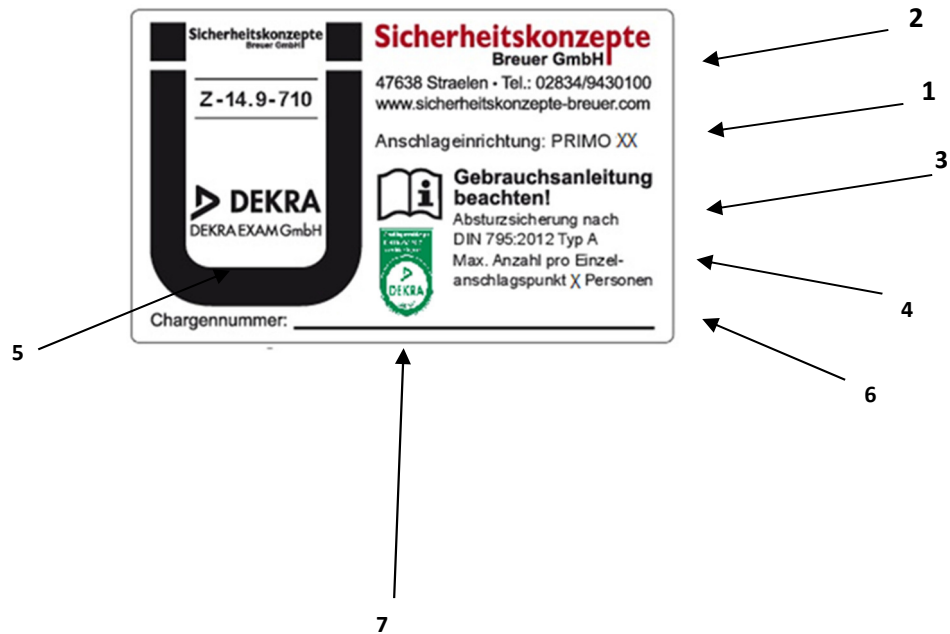 Sicherheitskonzepte
Breuer GmbH
Z-14.9-710
DEKRA
DEKRA EXAM GmbH
Sicherheitskonzepte
Breuer GmbH
47638 Straelen • Tel.: 02834/9430100
www.sicherheitskonzepte-breuer.com
Anschlageinrichtung: PRIMO XX
Gebrauchsanleitung
beachten!
Absturzsicherung nach
DIN 795:2012 Typ A
Max. Anzahl pro Einzel-
anschlagspunkt X Personen
DEKRA
Chargennummer:
2
1
3
4
5
6
7